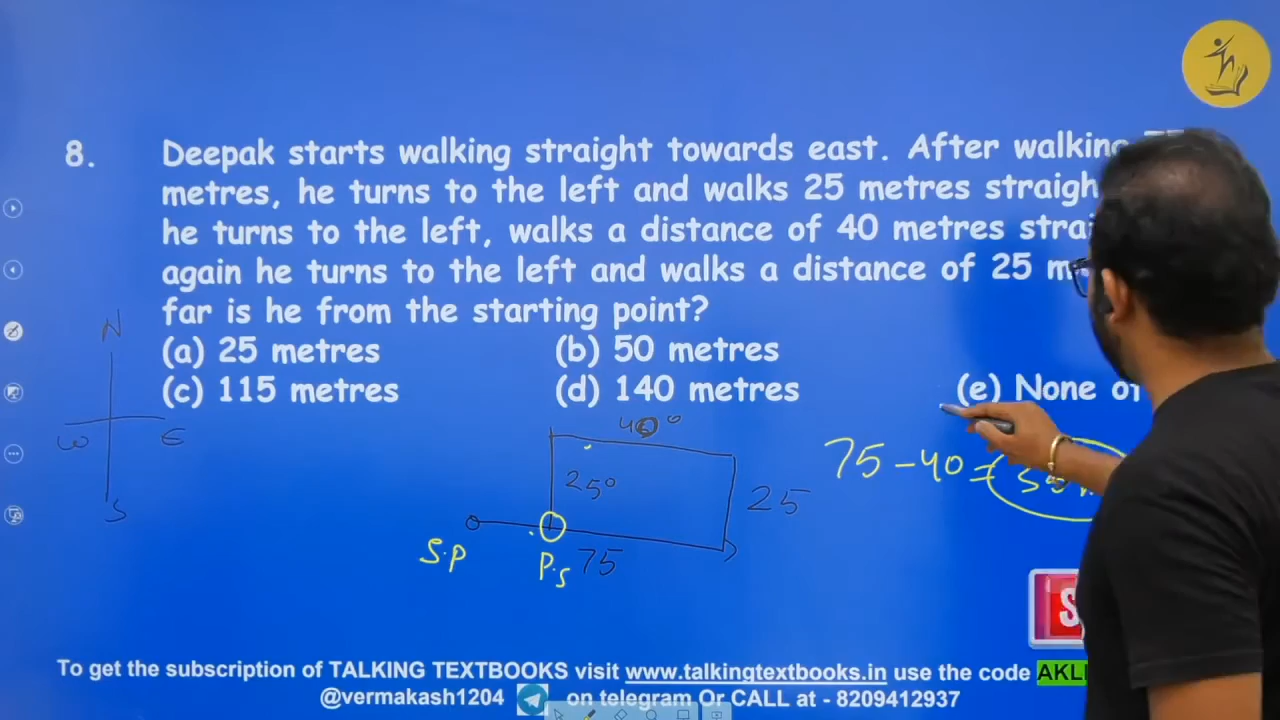 8. Deepak starts walking straight towards east. After walking
metres, he turns to the left and walks 25 metres straigh
he turns to the left, walks a distance of 40 metres strai
again he turns to the left and walks a distance of 25 m
far is he from the starting point?
(a) 25 metres (b) 50 metres
(c) 115 metres (d) 140 metres (e) None of
N
W E
S
40
25
25
75
S.P
P.S
75-40=35
To get the subscription of TALKING TEXTBOOKS visit www.talkingtextbooks.in use the code AKL
@vermakash1204 on telegram Or CALL at - 8209412937